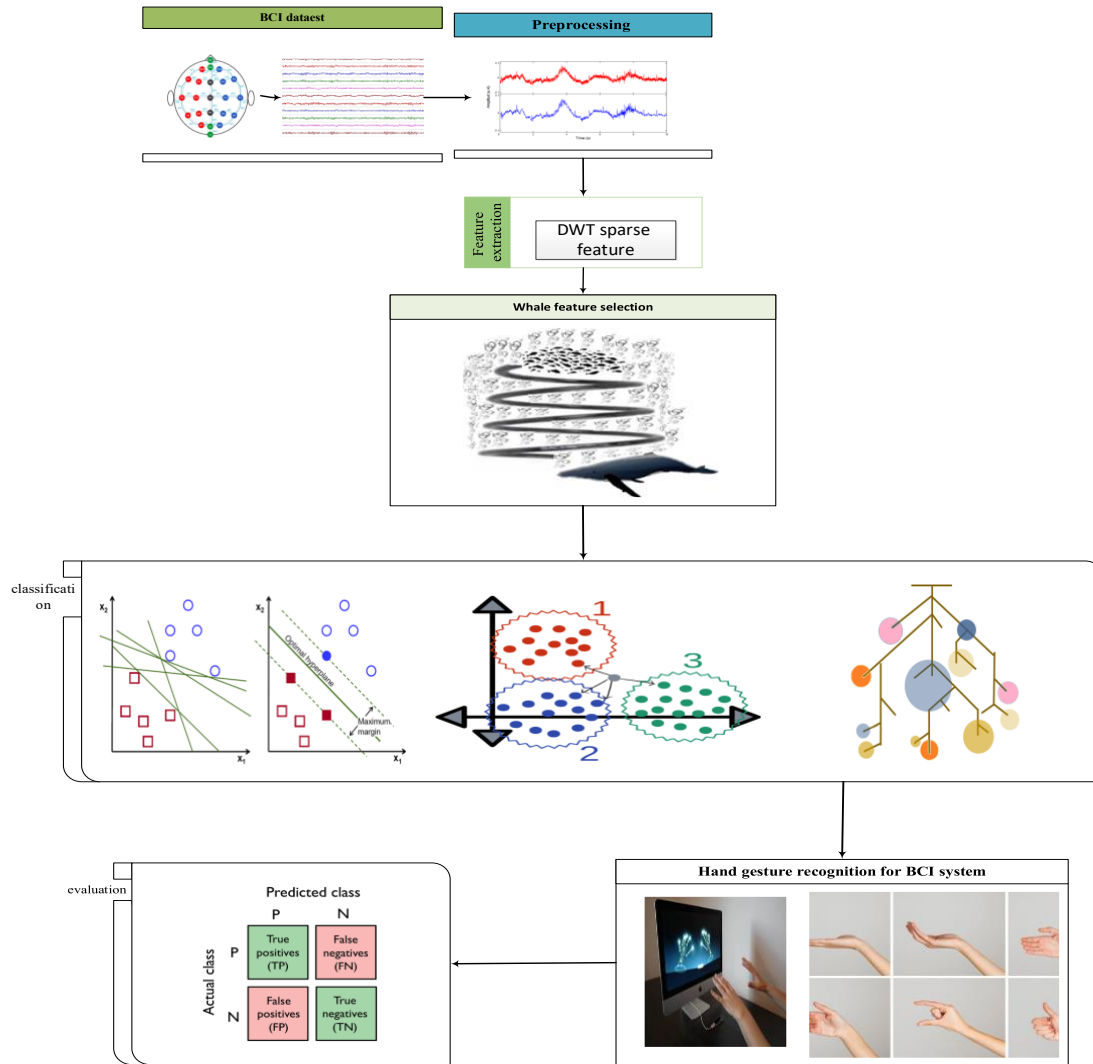 BCI dataest
Preprocessing
Time (s)
Feature
extraction
DWT sparse
feature
Whale feature selection
classificati
on
x₂
x₁
x₂
Optimal hyperplane
Maximum
margin
x₁
1
2
3
evaluation
Predicted class
P
N
Actual class
P
True
positives
(TP)
False
negatives
(FN)
N
False
positives
(FP)
True
negatives
(TN)
Hand gesture recognition for BCI system